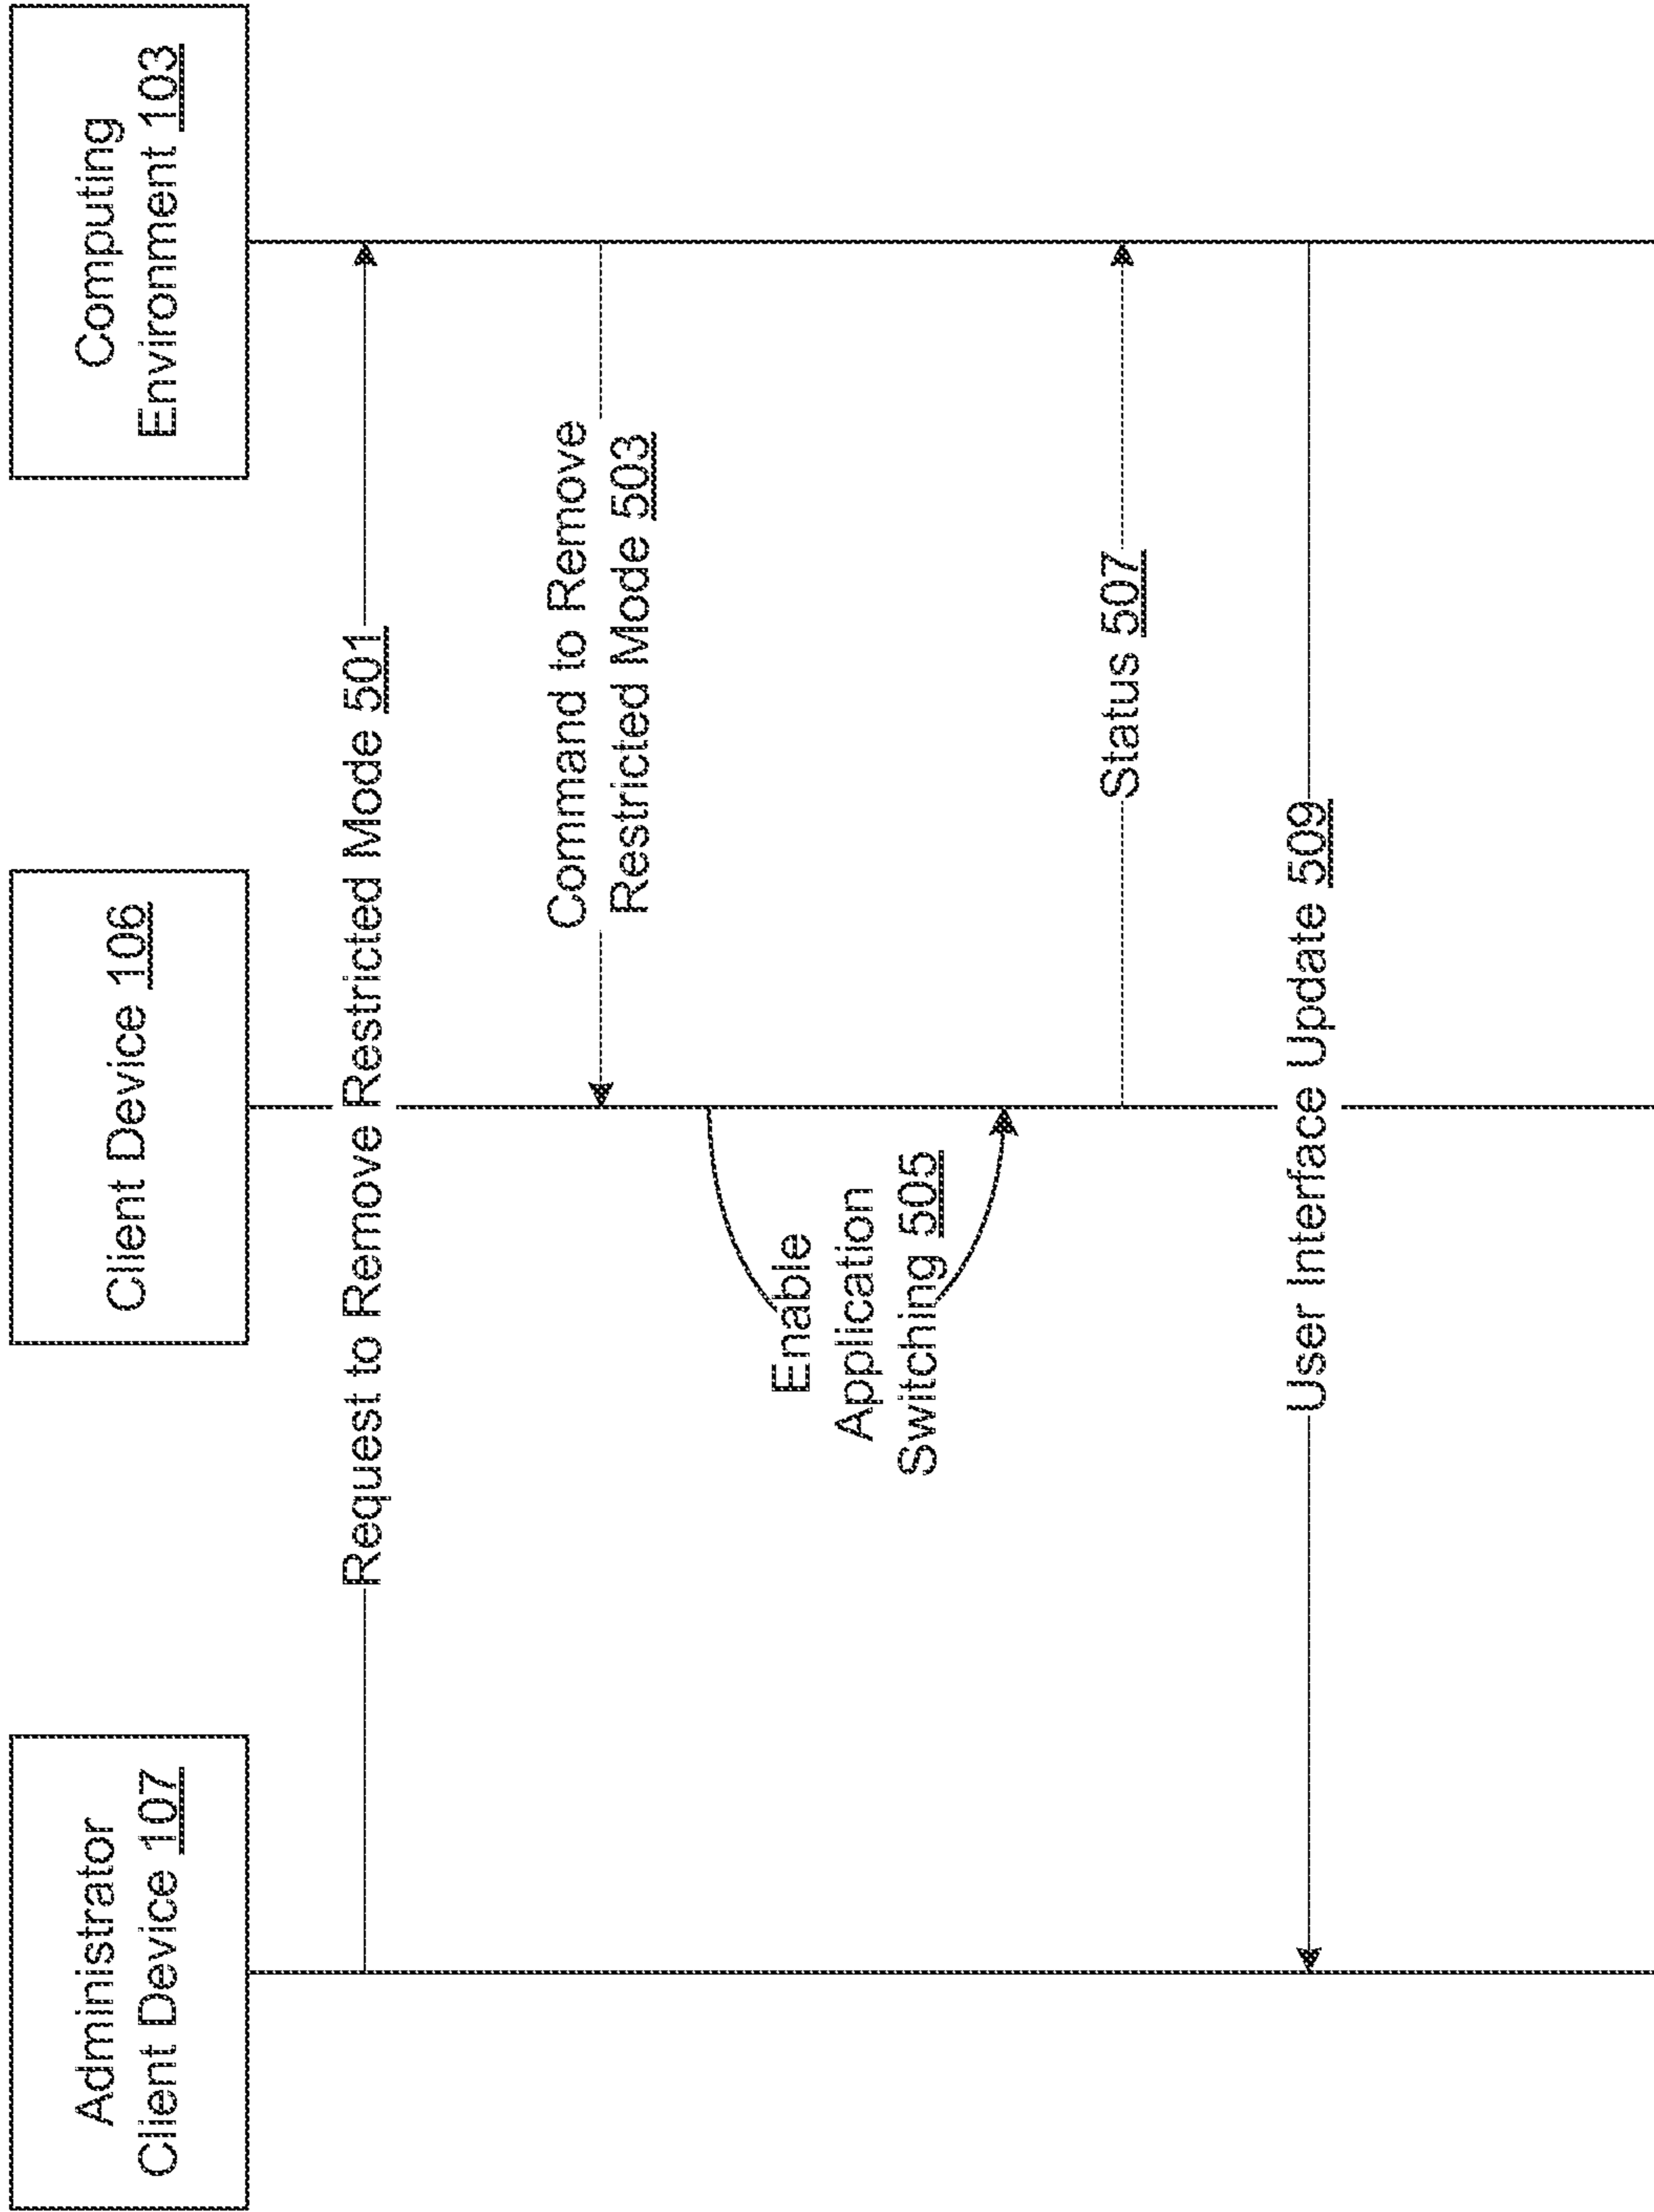 Administrator
Client Device 107
Client Device 106
Computing
Environment 103
Request to Remove Restricted Mode 501
Command to Remove
Restricted Mode 503
Enable
Application
Switching 505
Status 507
User Interface Update 509